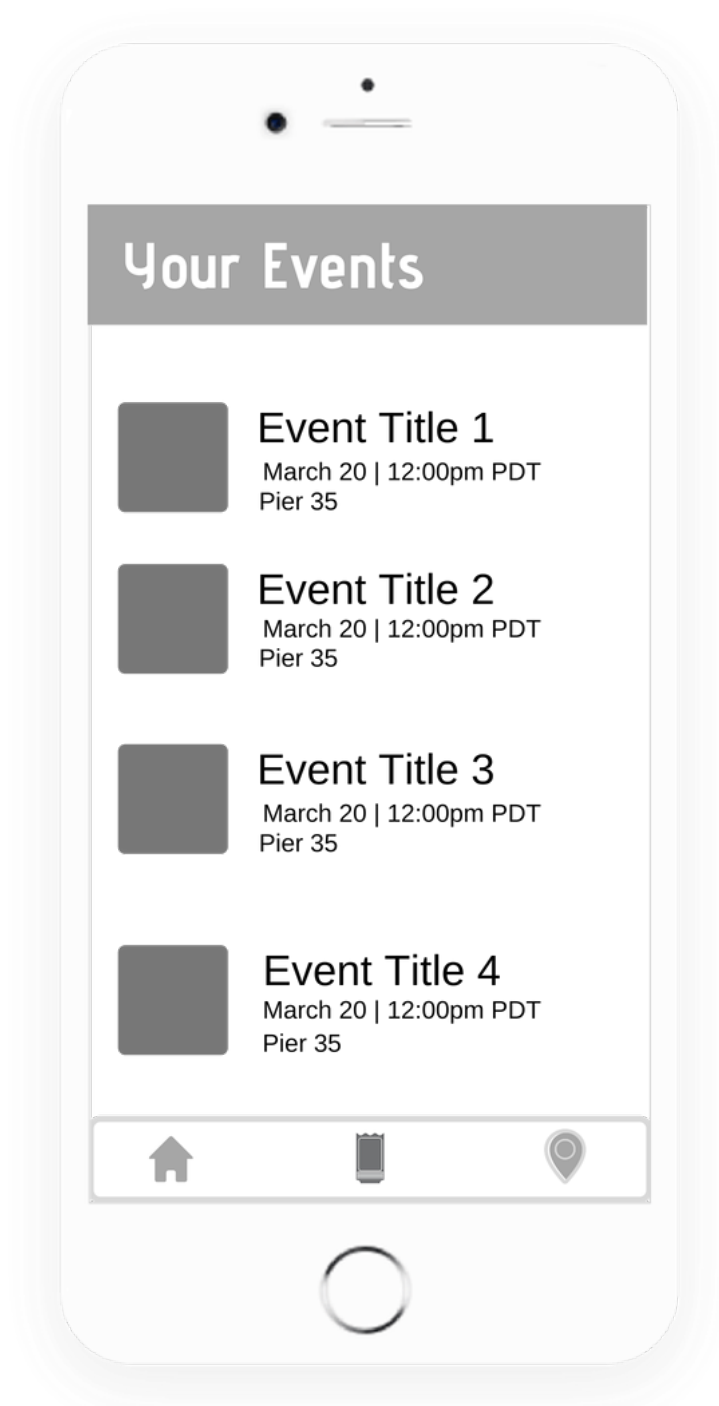 Your Events
Event Title 1
March 20 | 12:00pm PDT
Pier 35
Event Title 2
March 20 | 12:00pm PDT
Pier 35
Event Title 3
March 20 | 12:00pm PDT
Pier 35
Event Title 4
March 20 | 12:00pm PDT
Pier 35